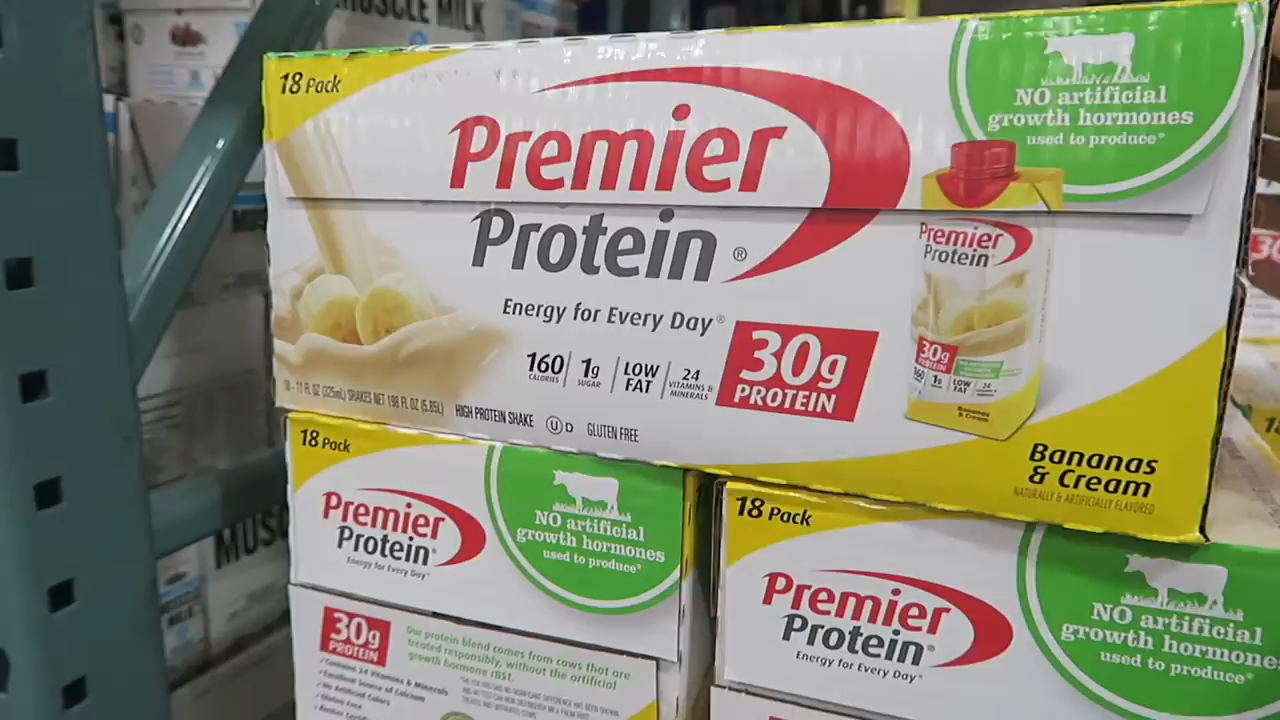 MUSCLE MILK
18 Pack
Premier
Protein®
Energy for Every Day®
160
CALORIES
1g
SUGAR
LOW
FAT
24
VITAMINS &
MINERALS
30g
PROTEIN
18 - 11 FL OZ (325mL) SHAKES NET 198 FL OZ (5.85L)
HIGH PROTEIN SHAKE
U D
GLUTEN FREE
NO artificial
growth hormones
used to produce*
Premier
Protein
30g
PROTEIN
160
1g
LOW
FAT
24
Bananas
& Cream
Bananas
& Cream
NATURALLY & ARTIFICIALLY FLAVORED
MUSC
18 Pack
Premier
Protein®
Energy for Every Day®
NO artificial
growth hormones
used to produce*
30g
PROTEIN
Our protein blend comes from cows that are
treated responsibly, without the artificial
growth hormone rBST.
✓Contains 24 Vitamins & Minerals
✓Excellent Source of Calcium
✓No Artificial Colors
✓Gluten Free
18 Pack
Premier
Protein®
Energy for Every Day®
NO artificial
growth hormone
used to produce*